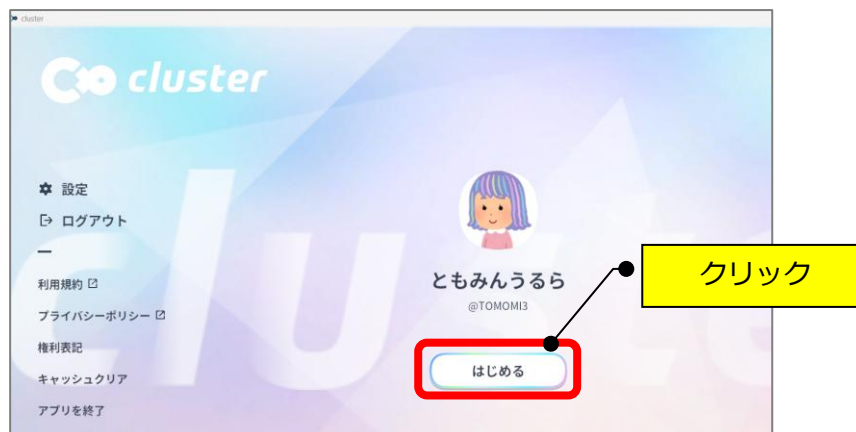 cluster
cluster
設定
ログアウト
利用規約
プライバシーポリシー
権利表記
キャッシュクリア
アプリを終了
ともみんうるら
@TOMOMI3
はじめる
クリック
cluste